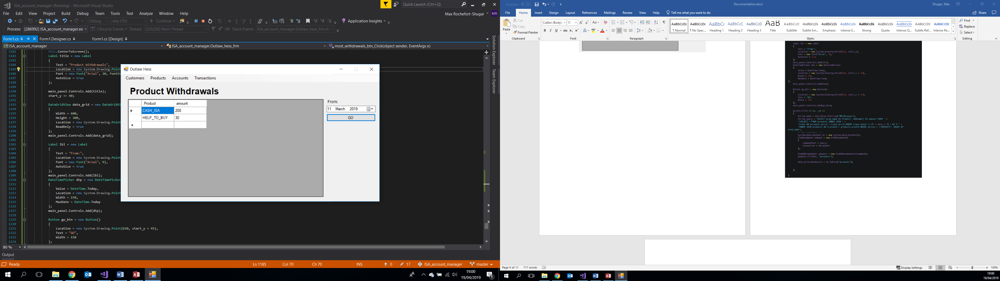 ISA_account_manager (Running) - Microsoft Visual Studio
Quick Launch (Ctrl+Q)
File Edit View Project Build Debug Team Tools Test Analyze Window Help
Max Rochefort-Shugar MR
Debug Any CPU Continue Application Insights
Process: [286992] ISA_account_manager.ex Lifecycle Events Thread: [235256] Main Thread Stack Frame: ISA_account_manager.Outlaw_hess_frm.m
Form1.cs Form1.Designer.cs Form1.cs [Design]
ISA_account_manager ISA_account_manager.Outlaw_hess_frm most_withdrawals_btn_Click(object sender, EventArgs e)
Solution Explorer
Team Explorer
1181 this.CenterToScreen();
1182 Label title = new Label
1183 {
1184 Text = "Product Withdrawals",
1185 Location = new System.Drawing.Point
1186 Font = new Font("Arial", 20, FontSt
1187 AutoSize = true
1188 };
1189
1190 main_panel.Controls.Add(title);
1191 start_y += 40;
1192
1193 DataGridView data_grid = new DataGridVi
1194 {
1195 Width = 600,
1196 Height = 300,
1197 Location = new System.Drawing.Point
1198 ReadOnly = true
1199 };
1200 main_panel.Controls.Add(data_grid);
1201
1202 Label lbl = new Label
1203 {
1204 Text = "From:",
1205 Location = new System.Drawing.Point
1206 Font = new Font("Arial", 9),
1207 AutoSize = true
1208 };
1209 main_panel.Controls.Add(lbl);
1210 DateTimePicker dtp = new DateTimePicker
1211 {
1212 Value = DateTime.Today,
1213 Location = new System.Drawing.Point
1214 Width = 150,
1215 MaxDate = DateTime.Today
1216 };
1217 main_panel.Controls.Add(dtp);
1218
1219 Button go_btn = new Button()
1220 {
1221 Location = new System.Drawing.Point(620, start_y + 45),
1222 Text = "GO",
1223 Width = 150
1224 };
80 %
Output
Ready Ln 1185 Col 70 Ch 70 INS 0 17 ISA_account_manager master
19:00
19/04/2019
1
Outlaw Hess
Customers Products Accounts Transactions
Product Withdrawals
Product amount
CASH_ISA 200
HELP_TO_BUY 30
From:
11 March 2019
GO
AutoSave Off Documentation.docx Shugar, Max
File Home Insert Design Layout References Mailings Review View Help Tell me what you want to do Share
Paste Cut Copy Format Painter
Clipboard
Calibri (Body) 11
Font
Paragraph
AaBbCcDc AaBbCcDc AaBbCc AaBbCcD AaBbCcD AaB AaBbCcD AaBbCcDc AaBbCcDc AaBbCcDc AaBbCcDc AaBbCcDc AaBbCcDc AABBCCDC AABBCCDC
¶ Normal ¶ No Spac... Heading 1 Heading 2 Heading 3 Title Subtitle Subtle Em... Emphasis Intense E... Strong Quote Intense Q... Subtle Ref... Intense Re...
Styles
Find
Replace
Select
Editing
Label lbl = new Label
{
Text = "From:",
Location = new System.Drawing.Point(620, start_y),
Font = new Font("Arial", 9),
AutoSize = true
};
main_panel.Controls.Add(lbl);
DateTimePicker dtp = new DateTimePicker
{
Value = DateTime.Today,
Location = new System.Drawing.Point(620, start_y + 20),
Width = 150,
MaxDate = DateTime.Today
};
main_panel.Controls.Add(dtp);
Button go_btn = new Button()
{
Location = new System.Drawing.Point(620, start_y + 45),
Text = "GO",
Width = 150
};
main_panel.Controls.Add(go_btn);
go_btn.Click += (s, _e) =>
{
String date = dtp.Value.ToString("MM/dd/yyyy");
String query = "SELECT prod_name AS Product, SUM(amnt) AS amount FROM " +
"(SELECT * FROM accounts INNER JOIN " +
"tranx ON accounts.accid = tranx.accid WHERE tranx.event >= #" + date + "# ) AS X " +
"INNER JOIN products ON X.prodid = products.prodid WHERE action = \"DEPOSIT\" GROUP BY
prod_name";
/* Get customers. */
System.Data.DataSet ds = new System.Data.DataSet();
OleDbCommand command = new OleDbCommand()
{
CommandText = query,
Connection = db.myConn
};
OleDbDataAdapter adapter = new OleDbDataAdapter(command);
adapter.Fill(ds, "accounts");
data_grid.DataSource = ds.Tables["accounts"];
};
}
Page 9 of 11 717 words Display Settings 100%
19:00
19/04/2019